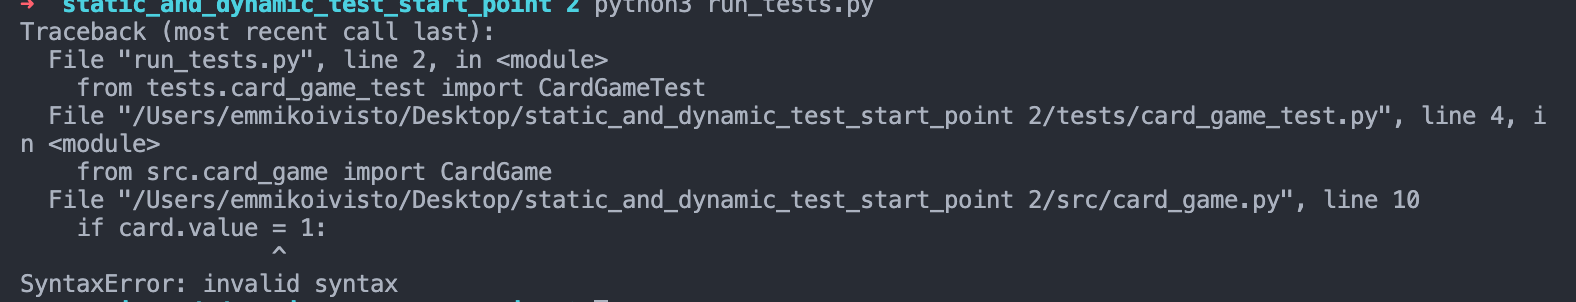 ➜  static_and_dynamic_test_start_point 2 python3 run_tests.py
Traceback (most recent call last):
  File "run_tests.py", line 2, in <module>
    from tests.card_game_test import CardGameTest
  File "/Users/emmikoivisto/Desktop/static_and_dynamic_test_start_point 2/tests/card_game_test.py", line 4, i
n <module>
    from src.card_game import CardGame
  File "/Users/emmikoivisto/Desktop/static_and_dynamic_test_start_point 2/src/card_game.py", line 10
    if card.value = 1:
                  ^
SyntaxError: invalid syntax